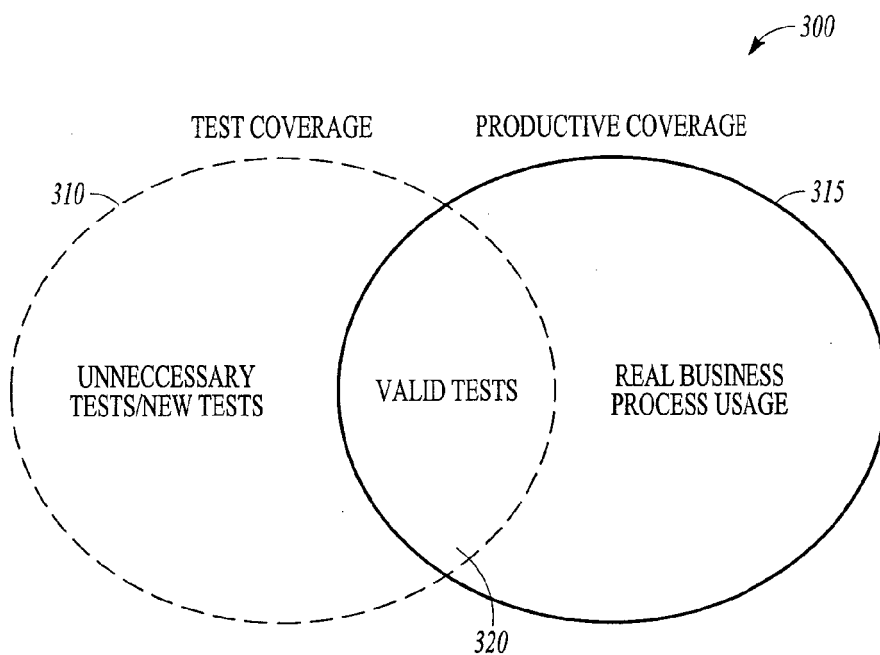 300
TEST COVERAGE
PRODUCTIVE COVERAGE
310
315
UNNECCESSARY
TESTS/NEW TESTS
VALID TESTS
REAL BUSINESS
PROCESS USAGE
320